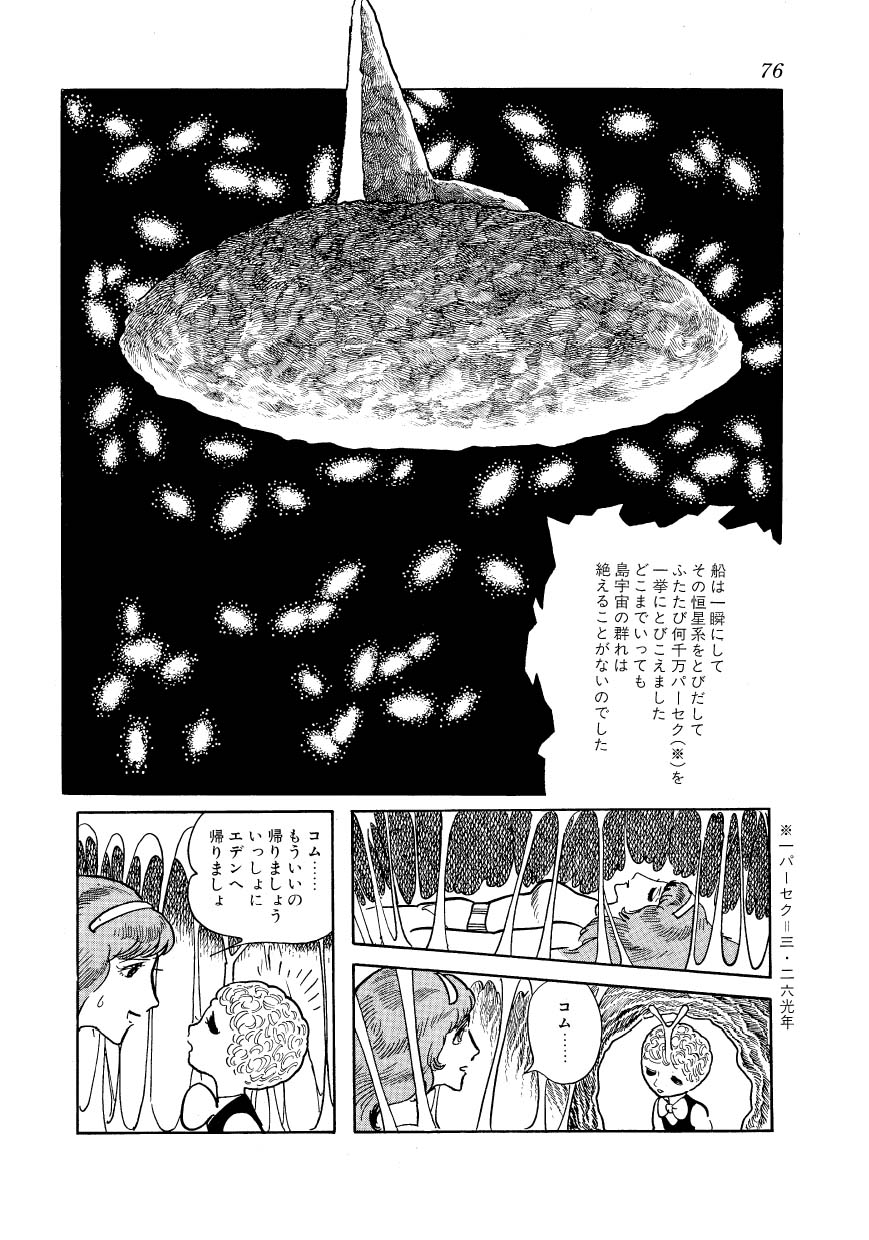 76
船は一瞬にして
その恒星系をとびだして
ふたたび何千万パーセク(※)を
一挙にとびこえました
どこまでいっても
島宇宙の群れは
絶えることがないのでした
※一パーセク=三・二六光年
コム……
コム……
もういいの
帰りましょう
いっしょに
エデンへ
帰りましょ